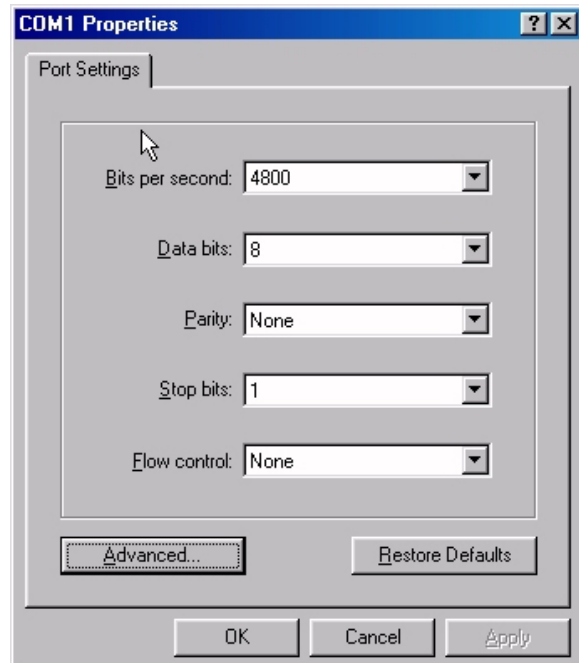 COM1 Properties
Port Settings
Bits per second: 4800
Data bits: 8
Parity: None
Stop bits: 1
Flow control: None
Advanced... Restore Defaults
OK Cancel Apply